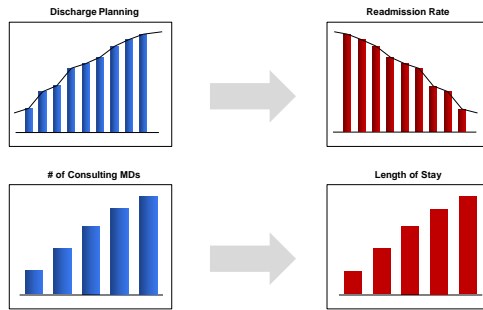 Discharge Planning
Readmission Rate
# of Consulting MDs
Length of Stay